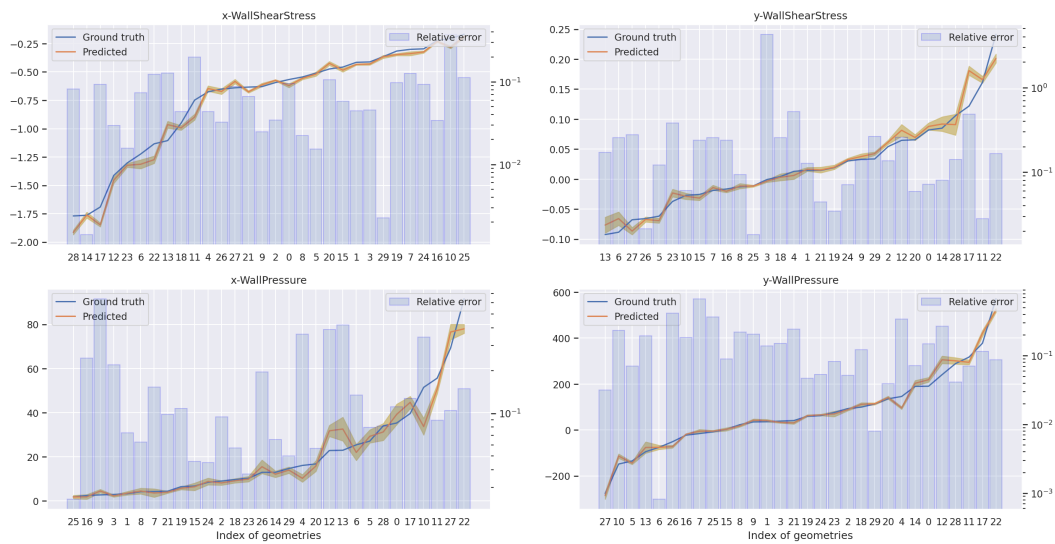 x-WallShearStress
−0.25
−0.50
−0.75
−1.00
−1.25
−1.50
−1.75
−2.00
Ground truth
Predicted
Relative error
10⁻¹
10⁻²
28 14 17 12 23 6 22 13 18 11 4 26 27 21 9 2 0 8 5 20 15 1 3 29 19 7 24 16 10 25
y-WallShearStress
0.25
0.20
0.15
0.10
0.05
0.00
−0.05
−0.10
Ground truth
Predicted
Relative error
10⁰
10⁻¹
13 6 27 26 5 23 10 15 7 16 8 25 3 18 4 1 21 19 24 9 29 2 12 20 0 14 28 17 11 22
x-WallPressure
80
60
40
20
0
Ground truth
Predicted
Relative error
10⁻¹
25 16 9 3 1 8 7 21 19 15 24 2 18 23 26 14 29 4 20 12 13 6 5 28 0 17 10 11 27 22
Index of geometries
y-WallPressure
600
400
200
0
−200
Ground truth
Predicted
Relative error
10⁻¹
10⁻²
10⁻³
27 10 5 13 6 26 16 7 25 15 8 9 1 3 21 19 24 23 2 18 29 20 4 14 0 12 28 11 17 22
Index of geometries